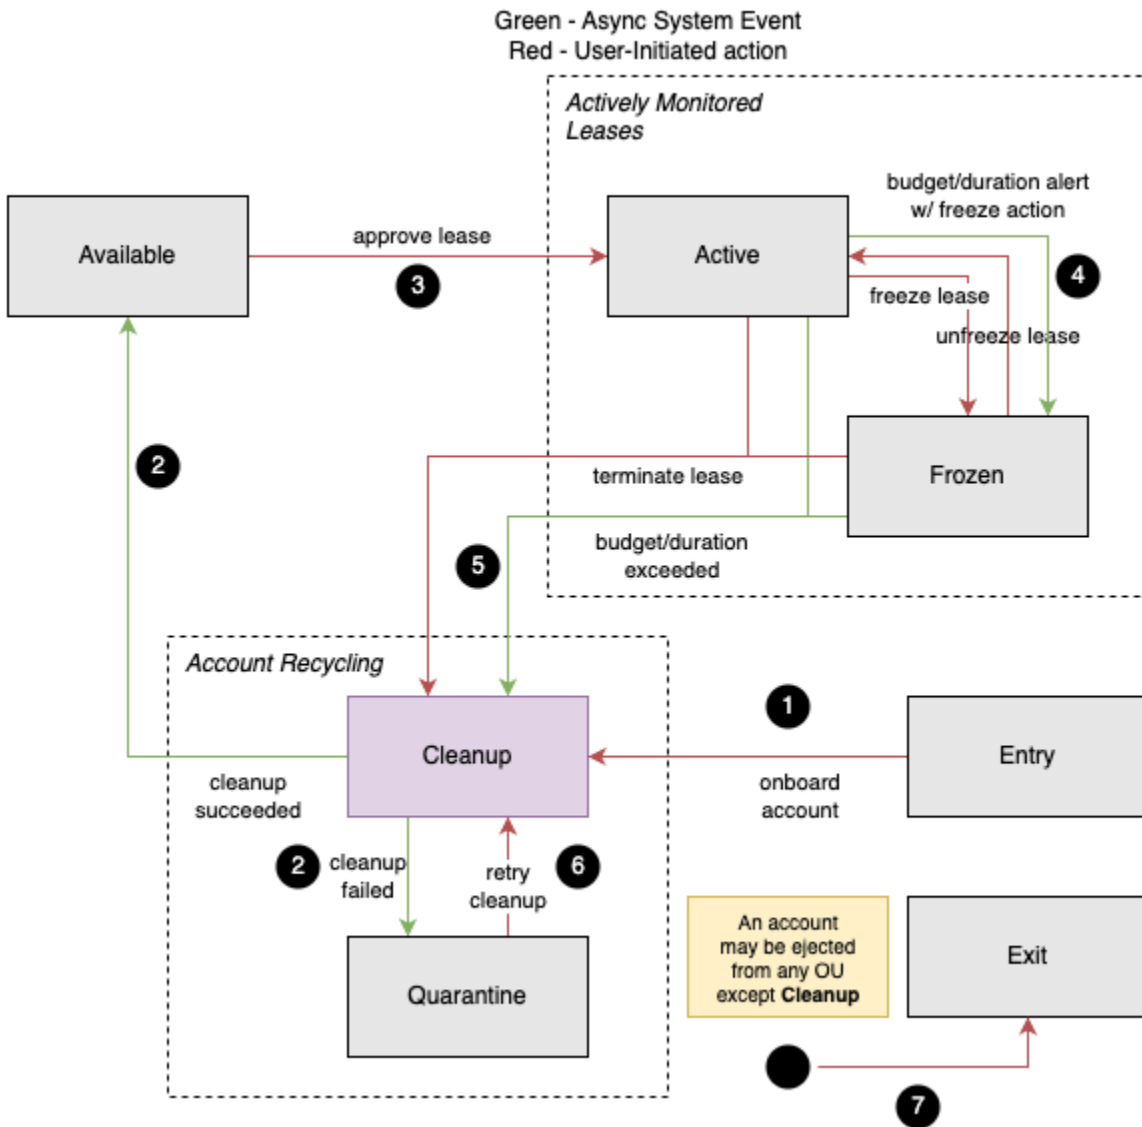 Green - Async System Event
Red - User-Initiated action
Actively Monitored
Leases
budget/duration alert
w/ freeze action
Available
approve lease
3
Active
4
freeze lease
unfreeze lease
2
terminate lease
Frozen
5
budget/duration
exceeded
Account Recycling
1
Cleanup
Entry
cleanup
succeeded
onboard
account
2
cleanup
failed
retry
cleanup
6
An account
may be ejected
from any OU
except Cleanup
Exit
Quarantine
7